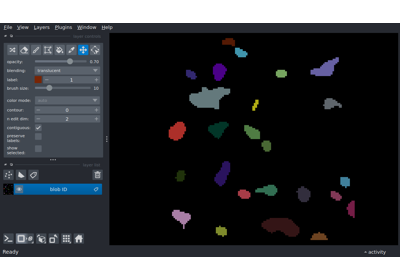 File View Layers Plugins Window Help
opacity: 0.70
blending: translucent
label: 1
brush size: 10
color mode:
contour: 0
n edit dim: 2
contiguous:
preserve
labels:
show
selected:
blob ID
Ready
activity